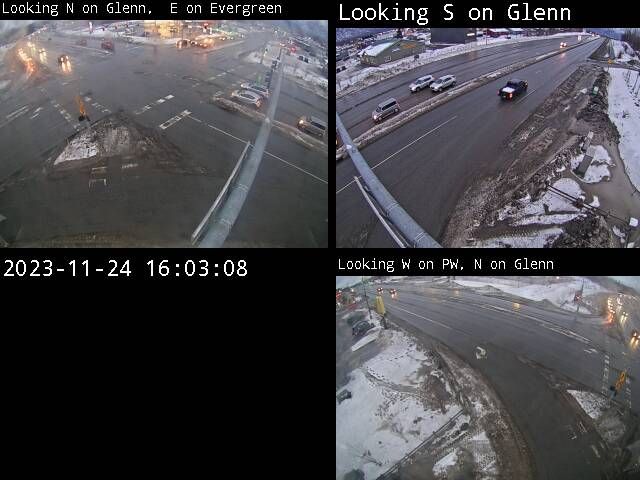 Looking N on Glenn, E on Evergreen
Looking S on Glenn
2023-11-24 16:03:08
Looking W on PW, N on Glenn